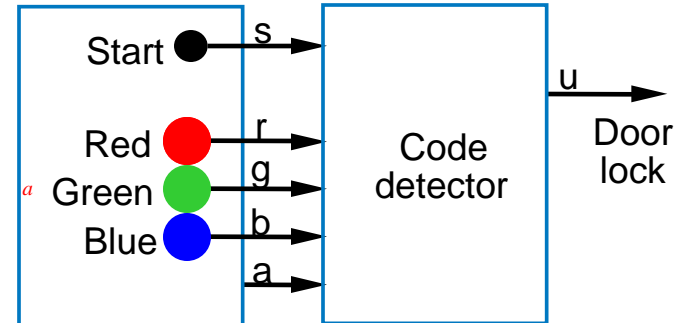 Start
s
u
Red
r
Door
lock
Code
detector
a
Green
g
Blue
b
a